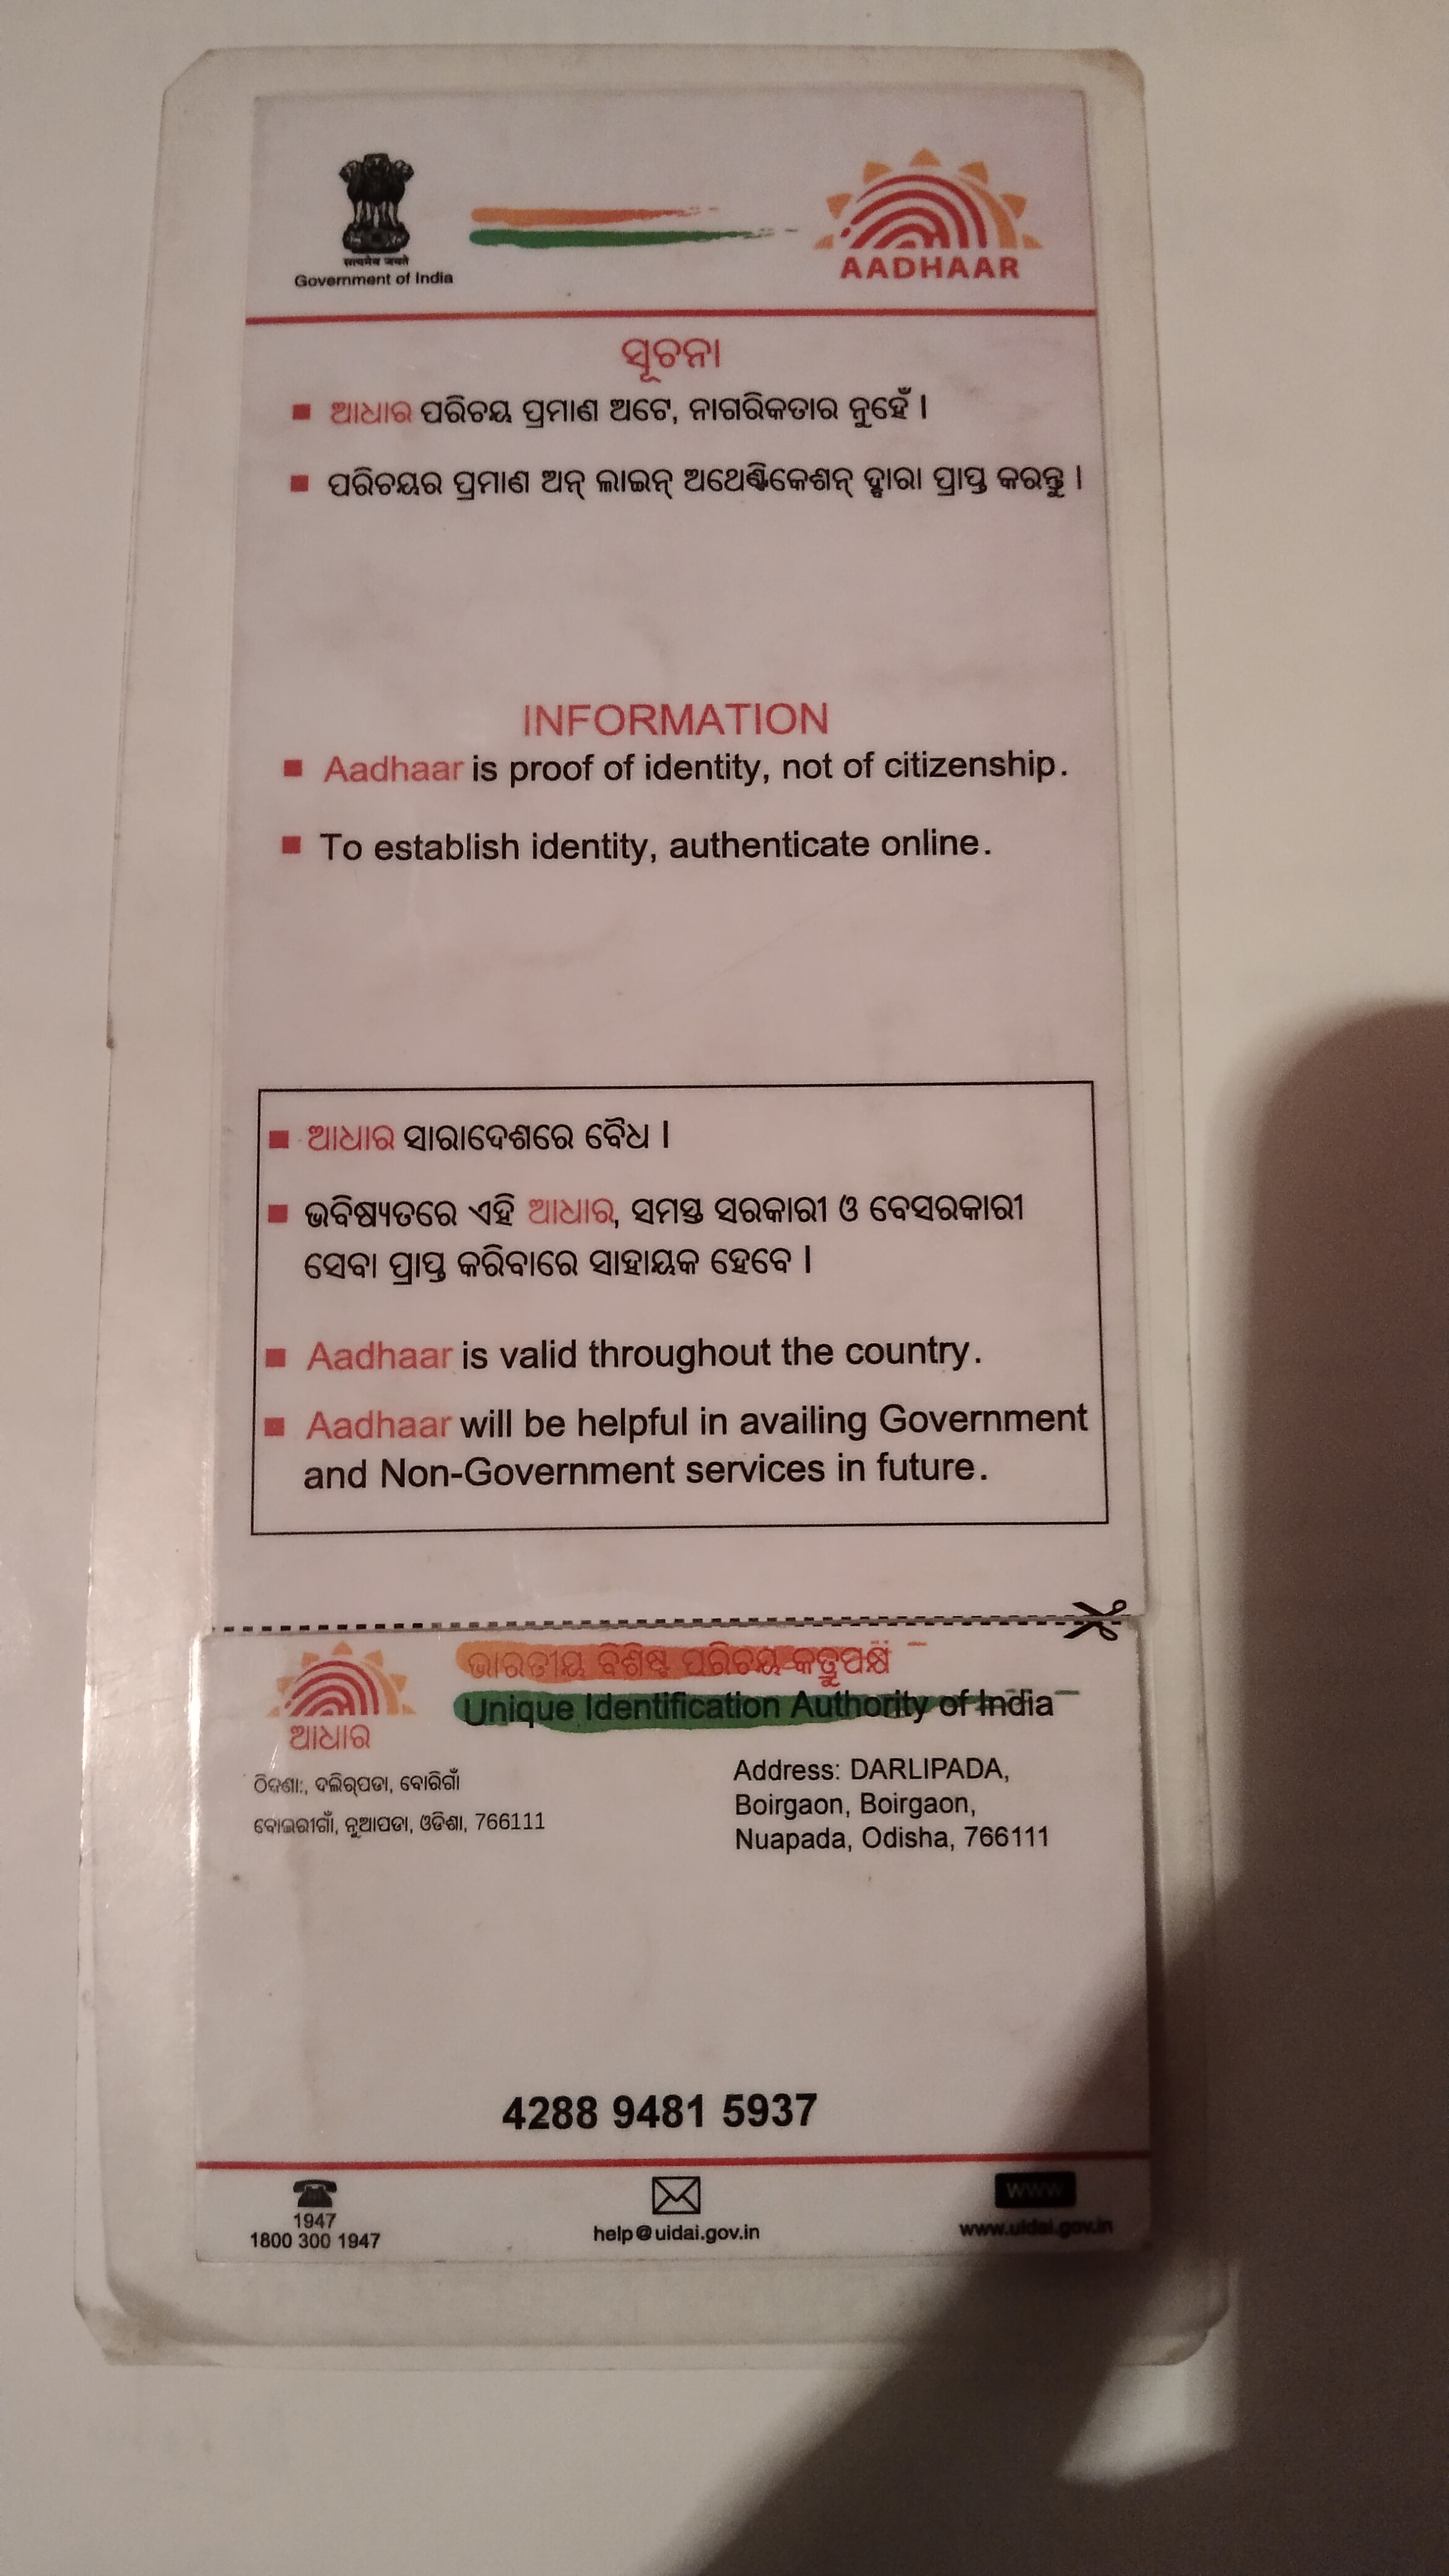 सत्यमेव जयते
Government of India
AADHAAR
ସୂଚନା
ଆଧାର ପରିଚୟ ପ୍ରମାଣ ଅଟେ, ନାଗରିକତାର ନୁହେଁ ।
ପରିଚୟର ପ୍ରମାଣ ଅନ୍ ଲାଇନ୍ ଅଥେଣ୍ଟିକେଶନ୍ ଦ୍ବାରା ପ୍ରାପ୍ତ କରନ୍ତୁ ।
INFORMATION
Aadhaar is proof of identity, not of citizenship.
To establish identity, authenticate online.
ଆଧାର ସାରାଦେଶରେ ବୈଧ ।
ଭବିଷ୍ୟତରେ ଏହି ଆଧାର, ସମସ୍ତ ସରକାରୀ ଓ ବେସରକାରୀ
ସେବା ପ୍ରାପ୍ତ କରିବାରେ ସାହାୟକ ହେବେ ।
Aadhaar is valid throughout the country.
Aadhaar will be helpful in availing Government
and Non-Government services in future.
ଭାରତୀୟ ବିଶିଷ୍ଟ ପରିଚୟ କର୍ତ୍ତୃପକ୍ଷ
Unique Identification Authority of India
ଆଧାର
ଠିକଣା:, ଦଲିର୍‌ପଡା, ବୋରିଗାଁ
ବୋଇରୀଗାଁ, ନୁଆପଡା, ଓଡିଶା, 766111
Address: DARLIPADA,
Boirgaon, Boirgaon,
Nuapada, Odisha, 766111
4288 9481 5937
1947
1800 300 1947
help@uidai.gov.in
www
www.uidai.gov.in